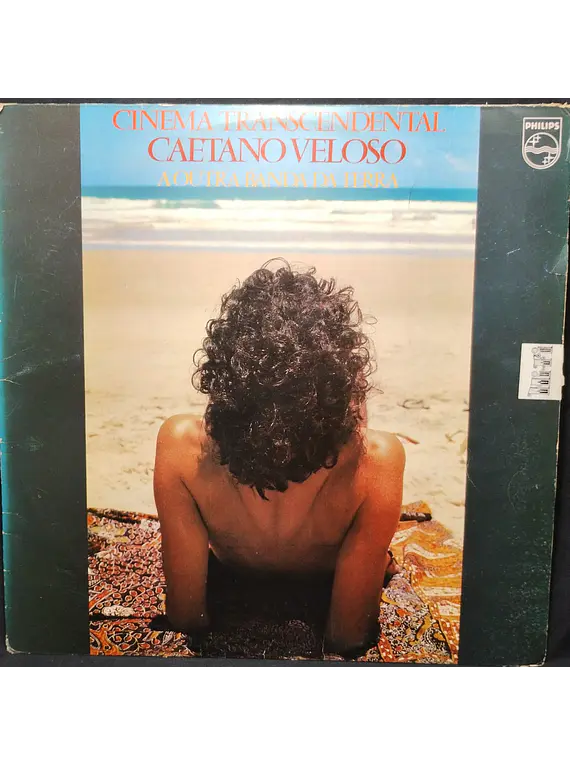 CINEMA TRANSCENDENTAL
PHILIPS
CAETANO VELOSO
A OUTRA BANDA DA TERRA